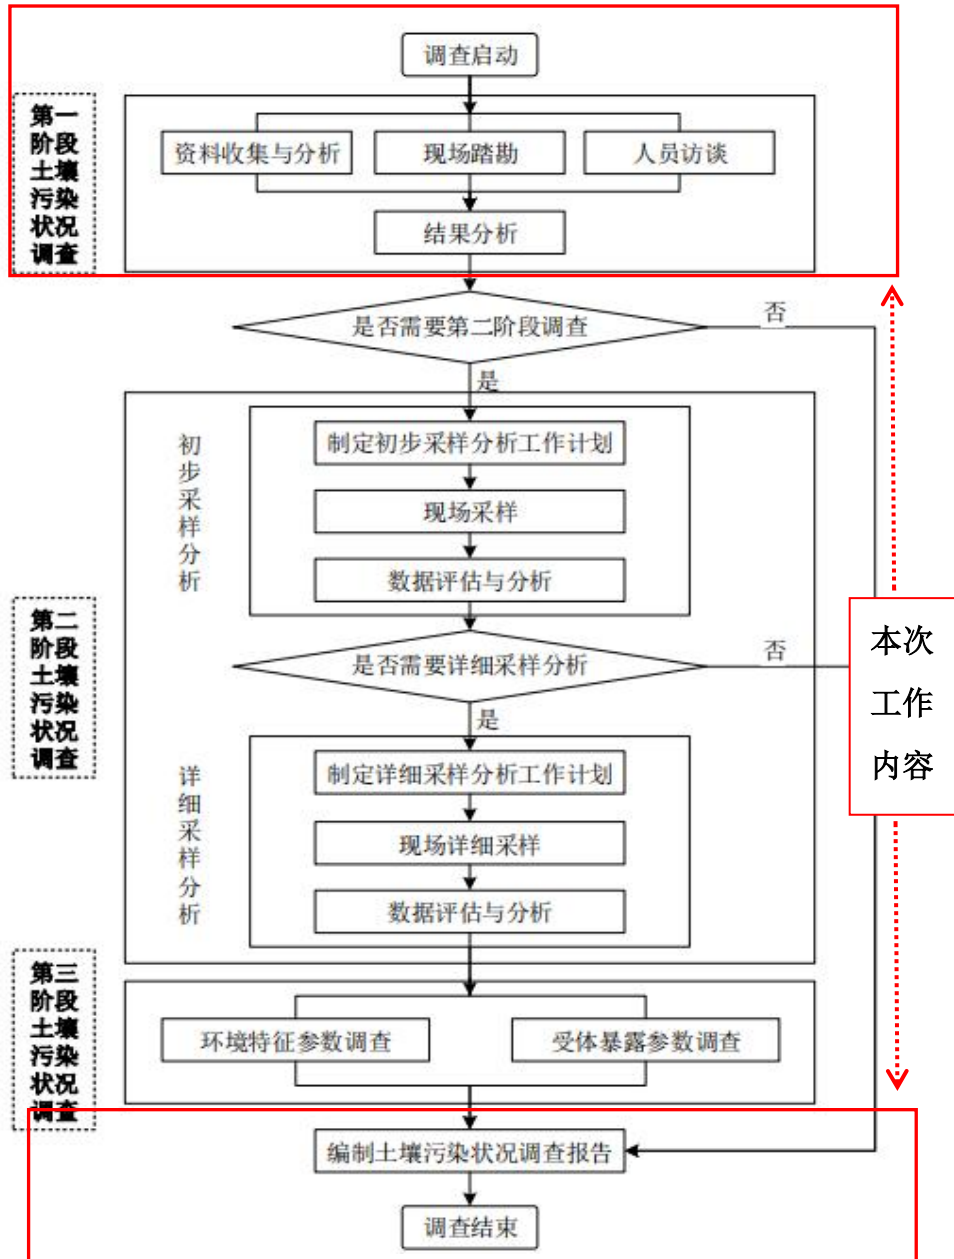 调查启动
第一
阶段
土壤
污染
状况
调查
资料收集与分析
现场踏勘
人员访谈
结果分析
是否需要第二阶段调查
否
是
初
步
采
样
分
析
制定初步采样分析工作计划
现场采样
数据评估与分析
第二
阶段
土壤
污染
状况
调查
是否需要详细采样分析
否
是
本次
工作
内容
详
细
采
样
分
析
制定详细采样分析工作计划
现场详细采样
数据评估与分析
第三
阶段
土壤
污染
状况
调查
环境特征参数调查
受体暴露参数调查
编制土壤污染状况调查报告
调查结束